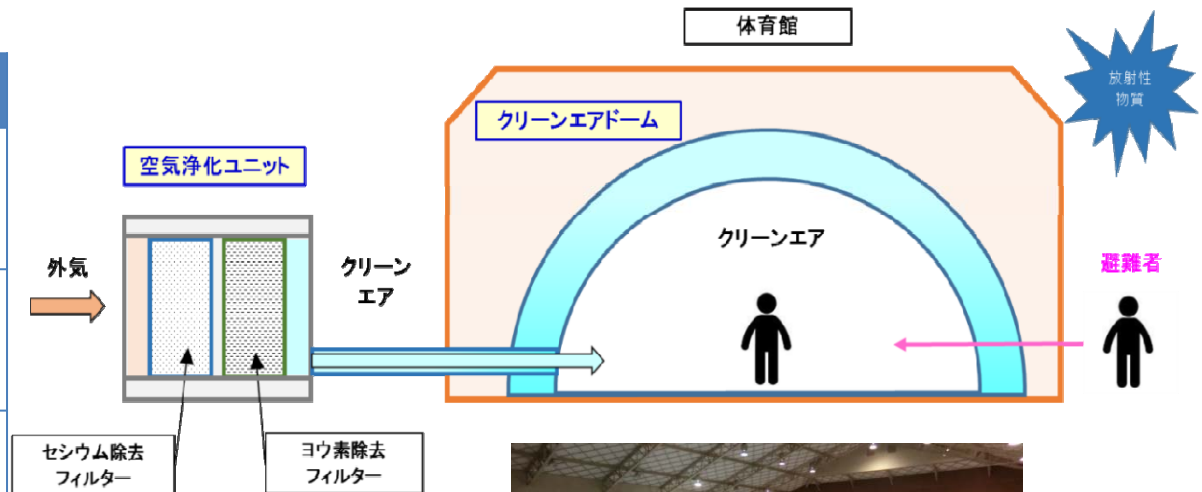 体育館
放射性
物質
クリーンエアドーム
空気浄化ユニット
クリーンエア
外気
クリーン
エア
避難者
セシウム除去
フィルター
ヨウ素除去
フィルター